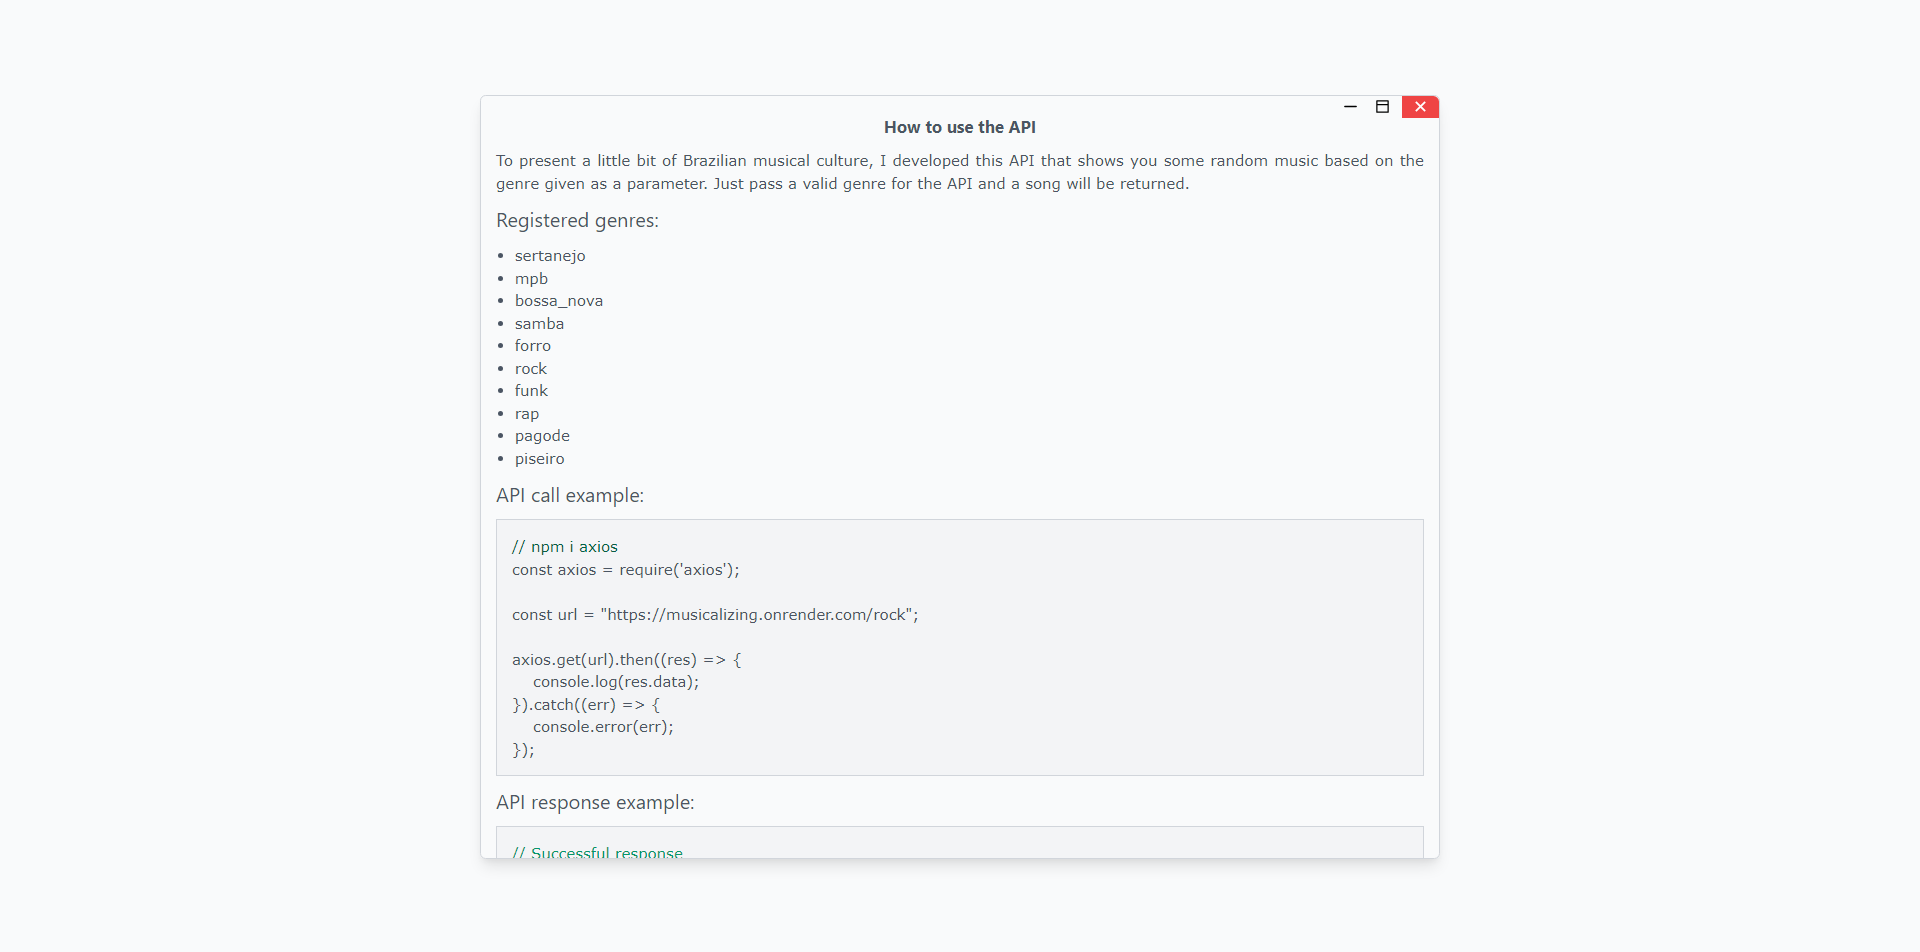 How to use the API
To present a little bit of Brazilian musical culture, I developed this API that shows you some random music based on the
genre given as a parameter. Just pass a valid genre for the API and a song will be returned.
Registered genres:
• sertanejo
• mpb
• bossa_nova
• samba
• forro
• rock
• funk
• rap
• pagode
• piseiro
API call example:
// npm i axios
const axios = require('axios');
const url = "https://musicalizing.onrender.com/rock";
axios.get(url).then((res) => {
    console.log(res.data);
}).catch((err) => {
    console.error(err);
});
API response example:
// Successful response